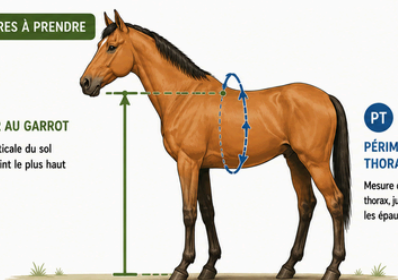 RES À PRENDRE
AU GARROT
ticale du sol
int le plus haut
PT
PÉRIM
THORA
Mesure
thorax, ju
les épau